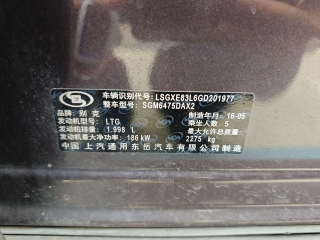 车辆识别代号: LSGXE83L6GD201977
整车型号: SGM6475DAX2
品牌: 别克 制造年月: 16-05
发动机型号: LTG 乘坐人数: 5
发动机排量: 1.998 L 最大允许总质量:
发动机最大净功率: 186 kW 2275 kg
中国 上汽通用东岳汽车有限公司制造